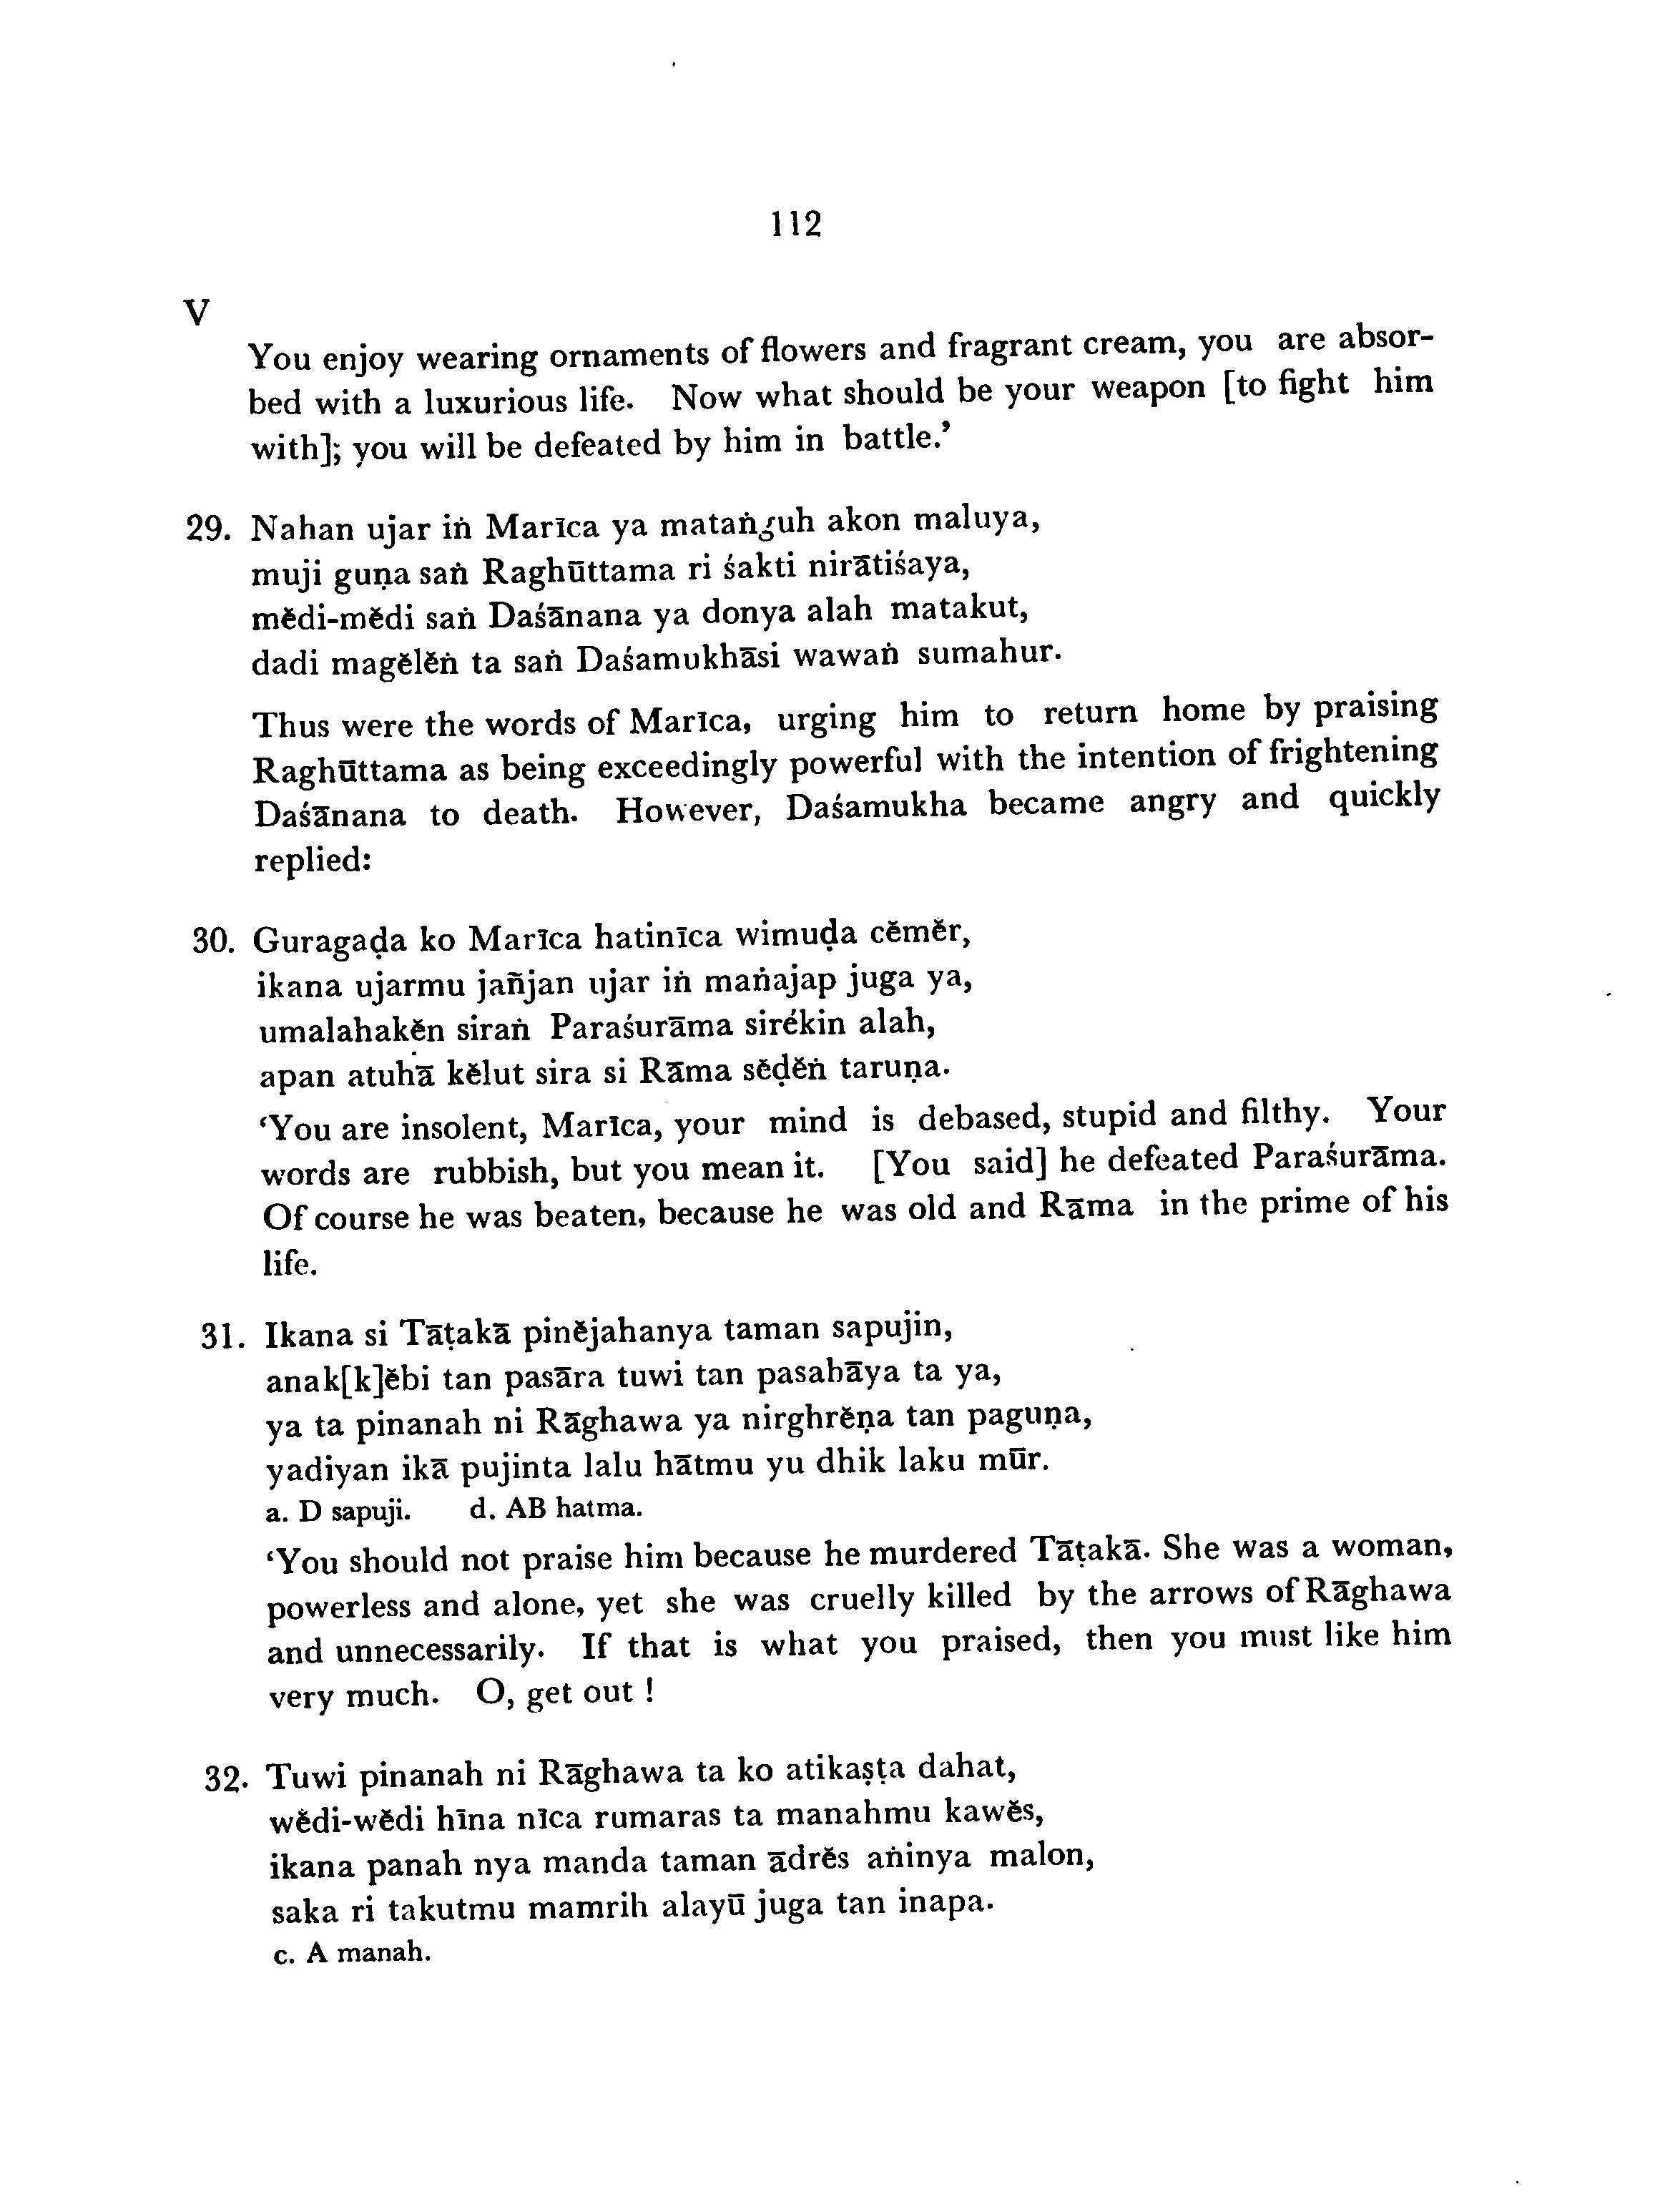 112
V
You enjoy wearing ornaments of flowers and fragrant cream, you are absor-
bed with a luxurious life. Now what should be your weapon [to fight him
with]; you will be defeated by him in battle.’
29. Nahan ujar iṅ Marīca ya mataṅguh akon maluya,
muji guṇa saṅ Raghūttama ri śakti nirātiśaya,
mĕdi-mĕdi saṅ Daśānana ya donya alah matakut,
dadi magĕlĕṅ ta saṅ Daśamukhāsi wawaṅ sumahur.
Thus were the words of Marīca, urging him to return home by praising
Raghūttama as being exceedingly powerful with the intention of frightening
Daśānana to death. However, Daśamukha became angry and quickly
replied:
30. Guragaḍa ko Marīca hatinīca wimuḍa cĕmĕr,
ikana ujarmu jañjan ujar iṅ maṅajap juga ya,
umalahakĕn siraṅ Paraśurāma sirékin alah,
apan atuhā kĕlut sira si Rāma sĕḍĕṅ taruṇa.
‘You are insolent, Marīca, your mind is debased, stupid and filthy. Your
words are rubbish, but you mean it. [You said] he defeated Paraśurāma.
Of course he was beaten, because he was old and Rāma in the prime of his
life.
31. Ikana si Tāṭakā pinĕjahanya taman sapujin,
anak[k]ĕbi tan pasāra tuwi tan pasahāya ta ya,
ya ta pinanah ni Rāghawa ya nirghrĕṇa tan paguṇa,
yadiyan ikā pujinta lalu hātmu yu dhik laku mūr.
a. D sapuji. d. AB hatma.
‘You should not praise him because he murdered Tāṭakā. She was a woman,
powerless and alone, yet she was cruelly killed by the arrows of Rāghawa
and unnecessarily. If that is what you praised, then you must like him
very much. O, get out !
32. Tuwi pinanah ni Rāghawa ta ko atikaṣṭa dahat,
wĕdi-wĕdi hīna nīca rumaras ta manahmu kawĕs,
ikana panah nya manda taman ādrĕs aṅinya malon,
saka ri takutmu mamrih alayū juga tan inapa.
c. A manah.